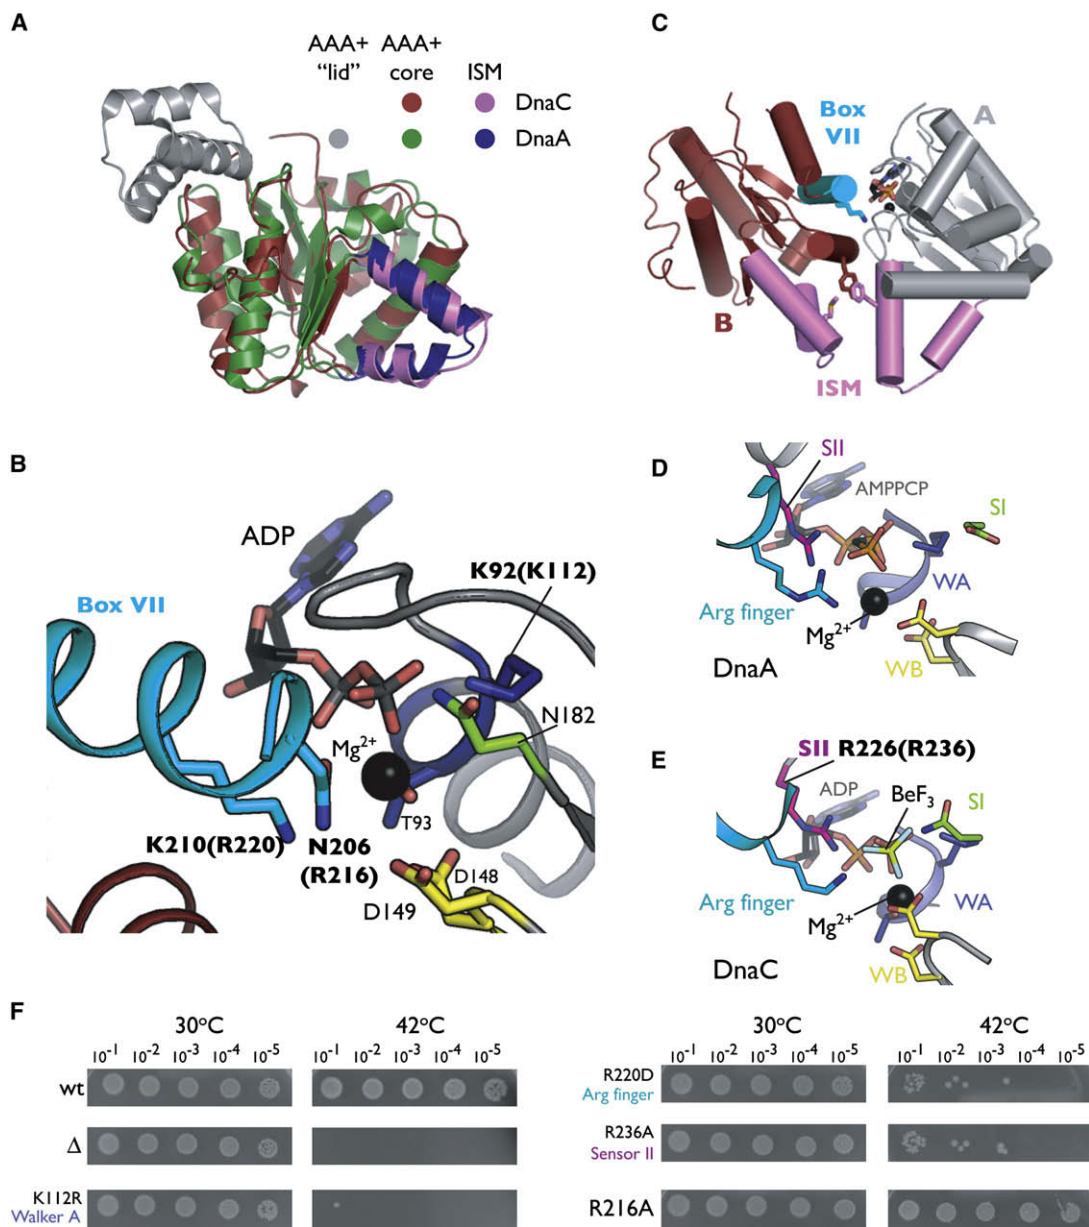 A
AAA+ AAA+
"lid" core ISM
DnaC
DnaA
B
ADP
Box VII
K92(K112)
N182
Mg2+
T93
K210(R220)
N206
(R216)
D148
D149
C
Box
VII
A
B
ISM
D
SII
AMPPCP
SI
WA
Arg finger
Mg2+
WB
DnaA
E
SII R226(R236)
ADP
BeF3
SI
Arg finger
WA
Mg2+
WB
DnaC
F
30°C 42°C
10-1 10-2 10-3 10-4 10-5 10-1 10-2 10-3 10-4 10-5
wt
Δ
K112R
Walker A
30°C 42°C
10-1 10-2 10-3 10-4 10-5 10-1 10-2 10-3 10-4 10-5
R220D
Arg finger
R236A
Sensor II
R216A